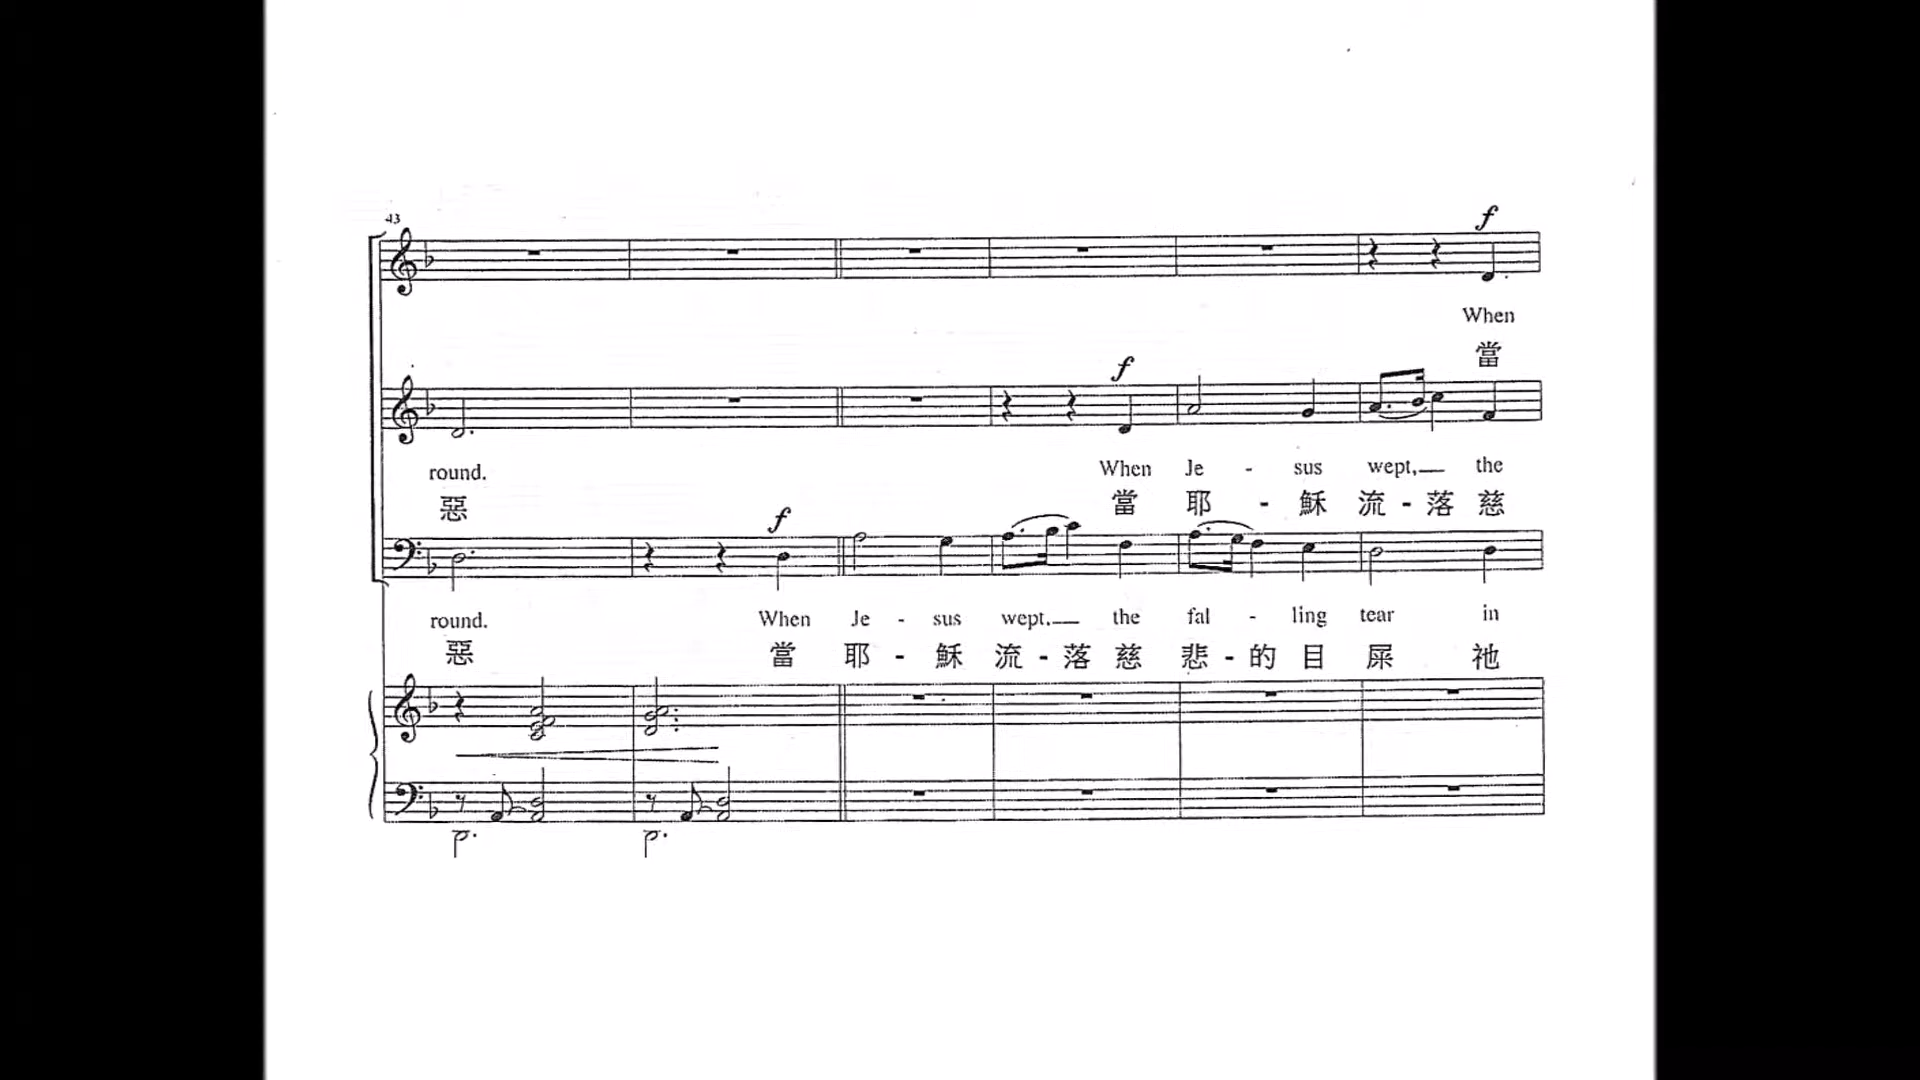 43
f
When
當
f
round. When Je - sus wept, the
惡 當 耶 - 穌 流 - 落 慈
f
round. When Je - sus wept, the fal - ling tear in
惡 當 耶 - 穌 流 - 落 慈 悲 - 的 目 屎 祂